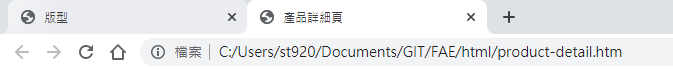 版型 產品詳細頁
檔案 C:/Users/st920/Documents/GIT/FAE/html/product-detail.htm